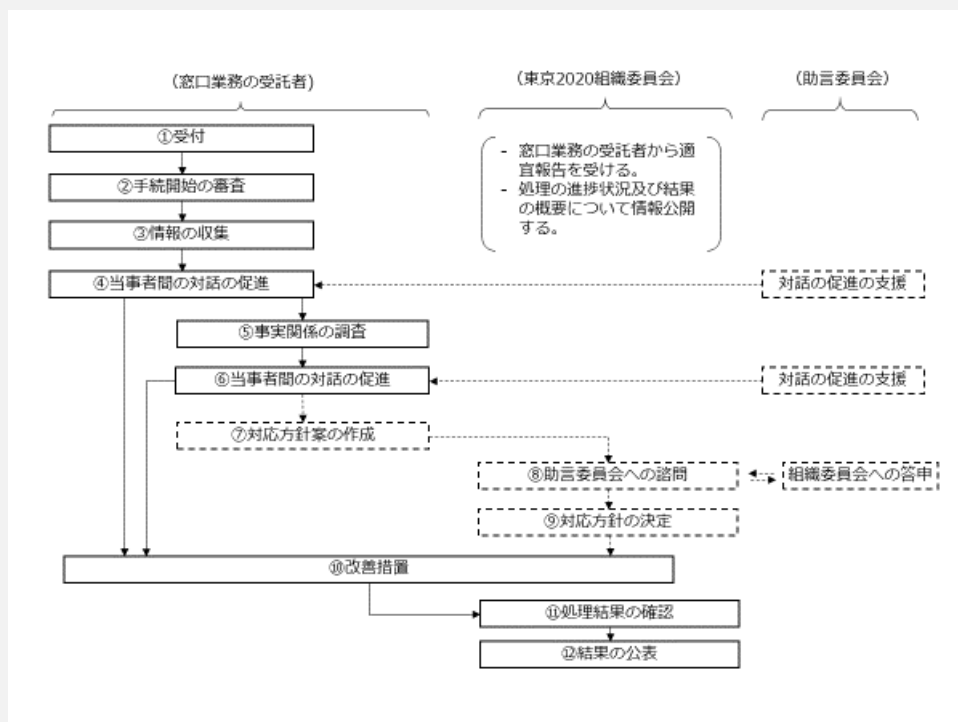 (窓口業務の受託者)
(東京2020組織委員会)
(助言委員会)
①受付
- 窓口業務の受託者から適
宜報告を受ける。
- 処理の進捗状況及び結果
の概要について情報公開
する。
②手続開始の審査
③情報の収集
④当事者間の対話の促進
対話の促進の支援
⑤事実関係の調査
⑥当事者間の対話の促進
対話の促進の支援
⑦対応方針案の作成
⑧助言委員会への諮問
組織委員会への答申
⑨対応方針の決定
⑩改善措置
⑪処理結果の確認
⑫結果の公表